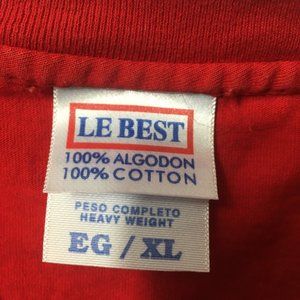 LE BEST
100% ALGODON
100% COTTON
PESO COMPLETO
HEAVY WEIGHT
EG / XL